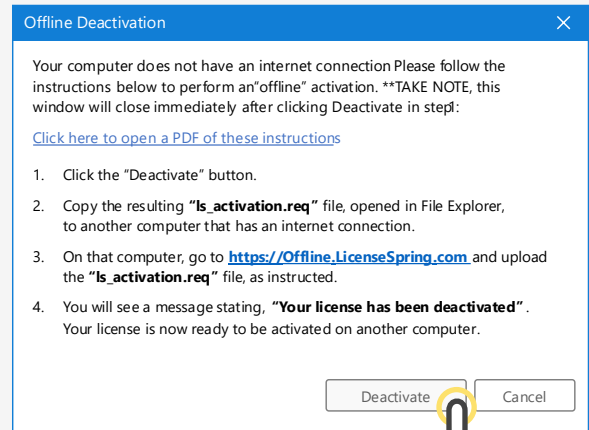 Offline Deactivation
Your computer does not have an internet connection Please follow the
instructions below to perform an“offline” activation. **TAKE NOTE, this
window will close immediately after clicking Deactivate in step1:
Click here to open a PDF of these instructions
1. Click the “Deactivate” button.
2. Copy the resulting “ls_activation.req” file, opened in File Explorer,
to another computer that has an internet connection.
3. On that computer, go to https://Offline.LicenseSpring.com and upload
the “ls_activation.req” file, as instructed.
4. You will see a message stating, “Your license has been deactivated”.
Your license is now ready to be activated on another computer.
Deactivate Cancel